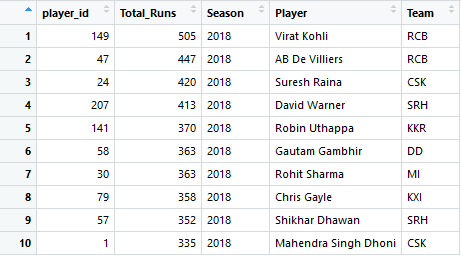 player_id Total_Runs Season Player Team
1 149 505 2018 Virat Kohli RCB
2 47 447 2018 AB De Villiers RCB
3 24 420 2018 Suresh Raina CSK
4 207 413 2018 David Warner SRH
5 141 370 2018 Robin Uthappa KKR
6 58 363 2018 Gautam Gambhir DD
7 30 363 2018 Rohit Sharma MI
8 79 358 2018 Chris Gayle KXI
9 57 352 2018 Shikhar Dhawan SRH
10 1 335 2018 Mahendra Singh Dhoni CSK